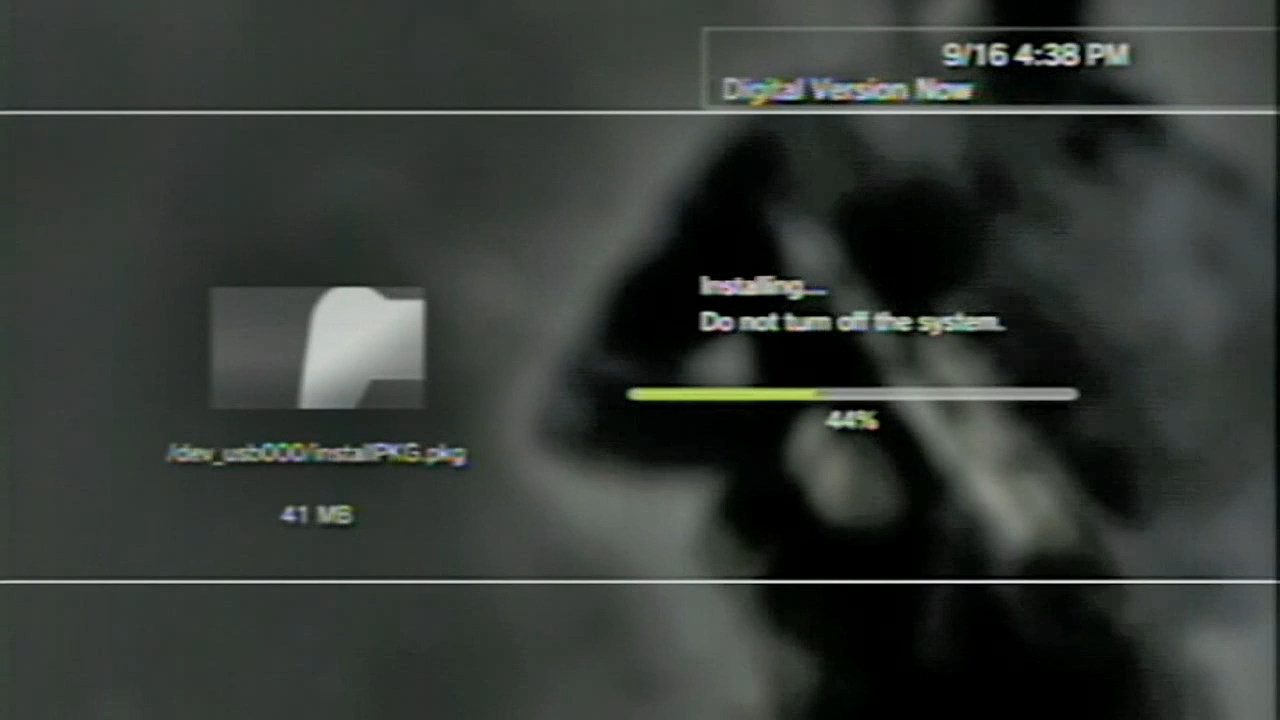 9/16 4:38 PM
Digital Version Now
Installing...
Do not turn off the system.
44%
/dev_usb000/InstallPKG.pkg
41 MB